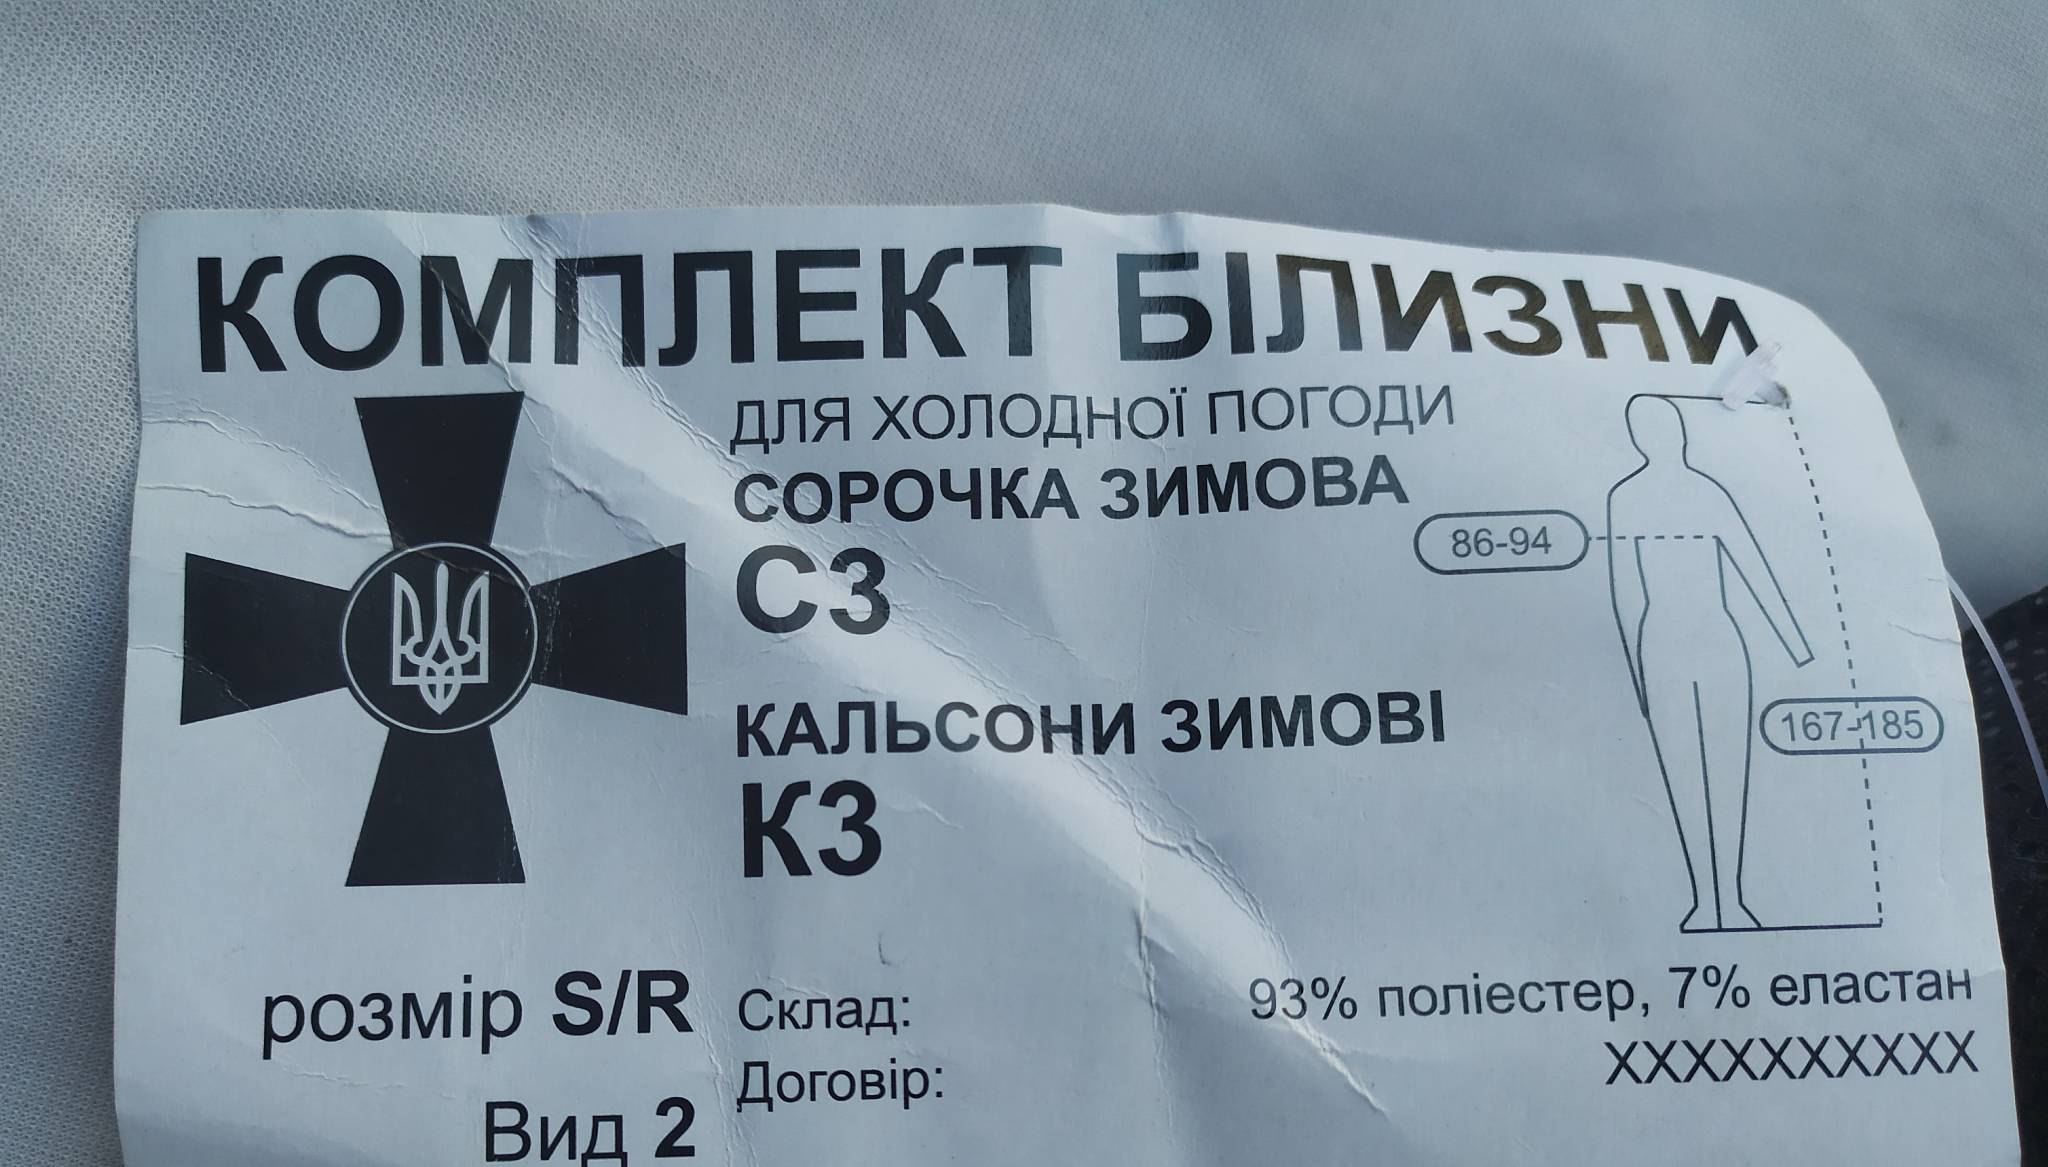 КОМПЛЕКТ БІЛИЗНИ
ДЛЯ ХОЛОДНОЇ ПОГОДИ
СОРОЧКА ЗИМОВА
С3
86-94
КАЛЬСОНИ ЗИМОВІ
К3
167-185
розмір S/R
Вид 2
Склад: 93% поліестер, 7% еластан
Договір: ХХХХХХХХХХ